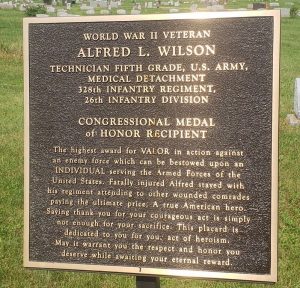 WORLD WAR II VETERAN
ALFRED L. WILSON
TECHNICIAN FIFTH GRADE, U.S. ARMY,
MEDICAL DETACHMENT
328th INFANTRY REGIMENT,
26th INFANTRY DIVISION
CONGRESSIONAL MEDAL
of HONOR RECIPIENT
The highest award for VALOR in action against
an enemy force which can be bestowed upon an
INDIVIDUAL serving the Armed Forces of the
United States. Fatally injured Alfred stayed with
his regiment attending to other wounded comrades
paying the ultimate price. A true American hero.
Saying thank you for your courageous act is simply
not enough for your sacrifice. This placard is
dedicated to you for your act of heroism.
May it warrant you the respect and honor you
deserve while awaiting your eternal reward.